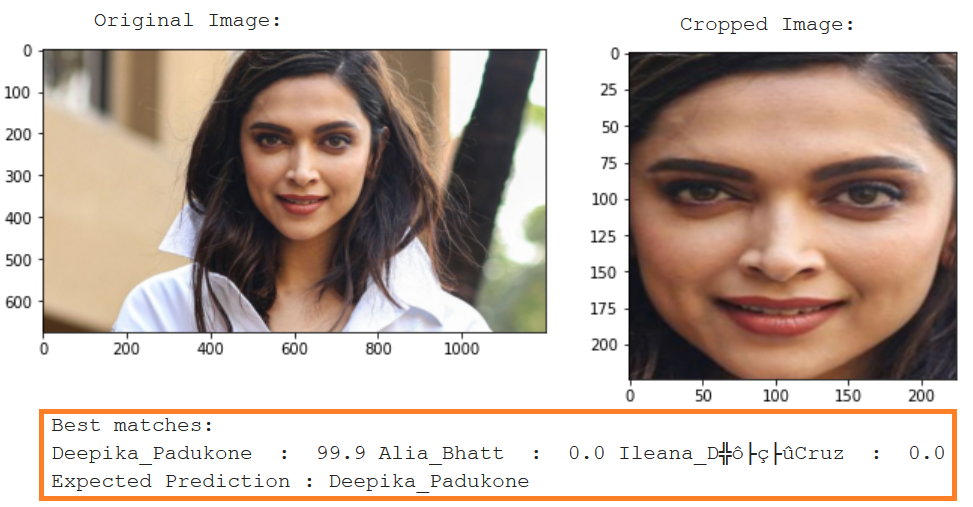 Original Image:
Cropped Image:
0
100
200
300
400
500
600
0 200 400 600 800 1000
0
25
50
75
100
125
150
175
200
0 50 100 150 200
Best matches:
Deepika_Padukone : 99.9 Alia_Bhatt : 0.0 Ileana_D╬ô├ç├ûCruz : 0.0
Expected Prediction : Deepika_Padukone